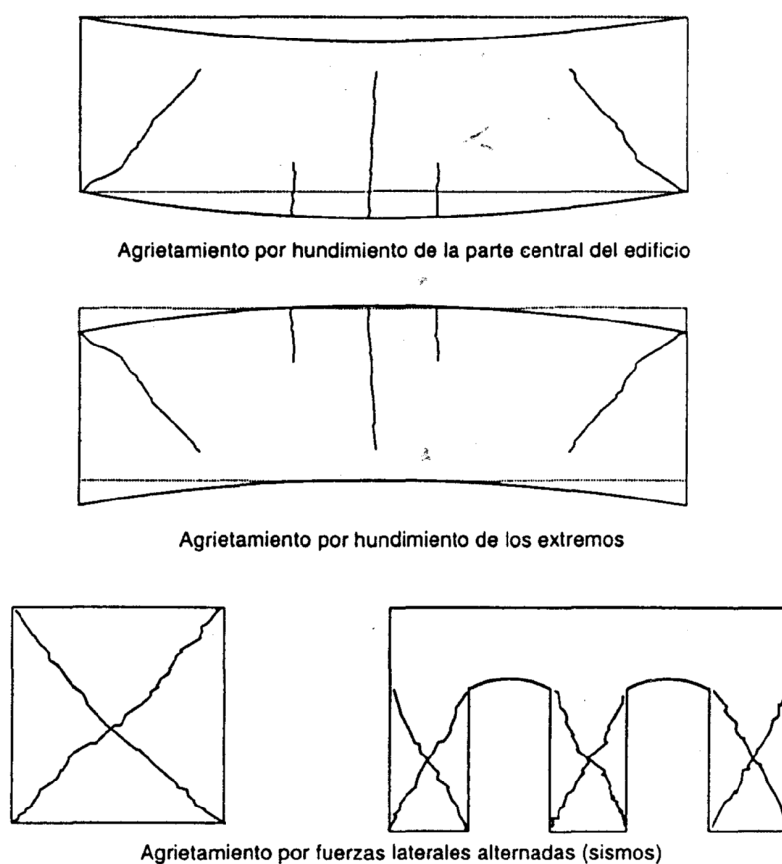 Agrietamiento por hundimiento de la parte central del edificio
Agrietamiento por hundimiento de los extremos
Agrietamiento por fuerzas laterales alternadas (sismos)